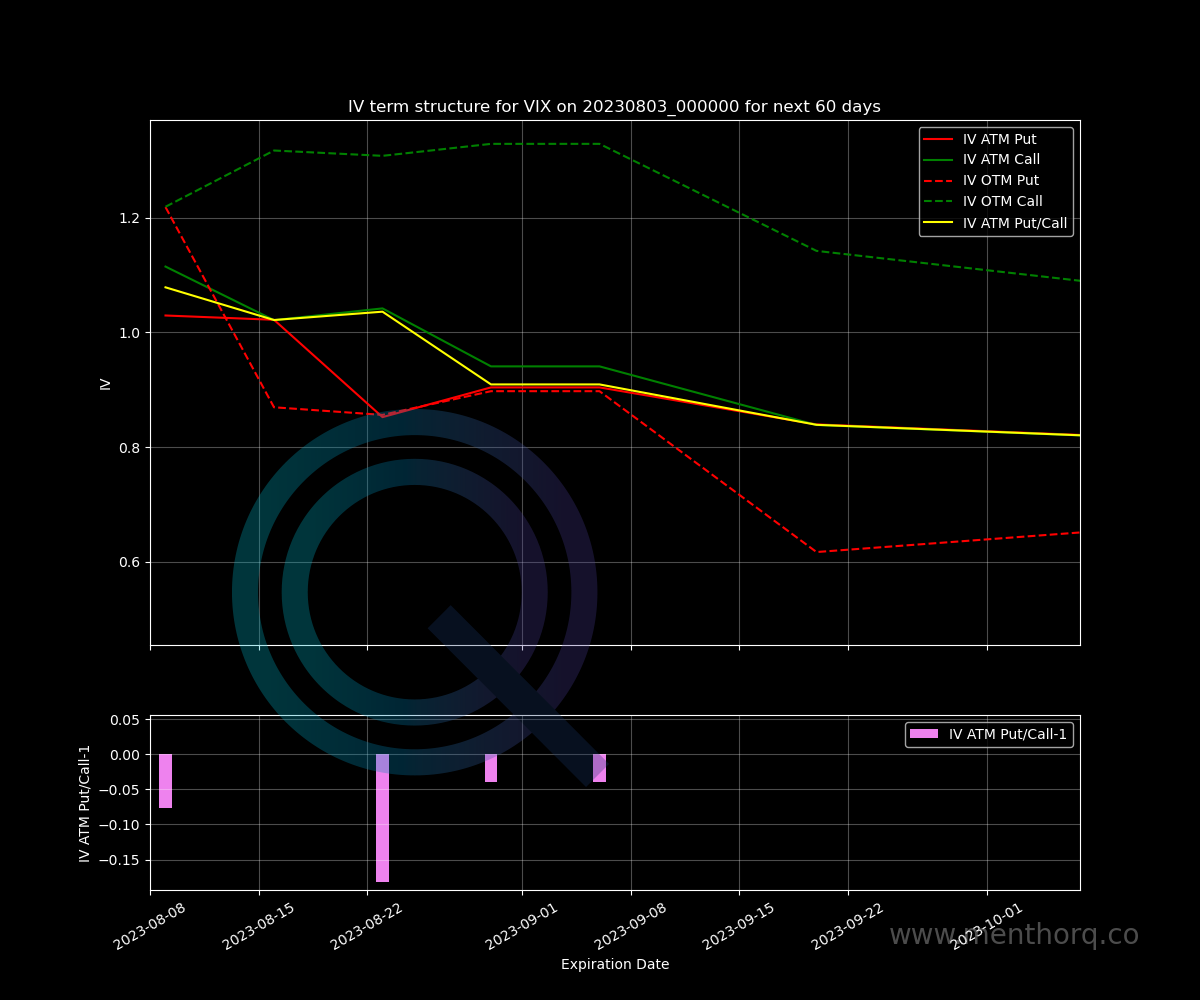 IV term structure for VIX on 20230803_000000 for next 60 days
IV ATM Put
IV ATM Call
IV OTM Put
IV OTM Call
IV ATM Put/Call
1.2
1.0
0.8
0.6
IV
IV ATM Put/Call-1
0.05
0.00
−0.05
−0.10
−0.15
IV ATM Put/Call-1
2023-08-08
2023-08-15
2023-08-22
2023-09-01
2023-09-08
2023-09-15
2023-09-22
2023-10-01
www.menthorq.co
Expiration Date